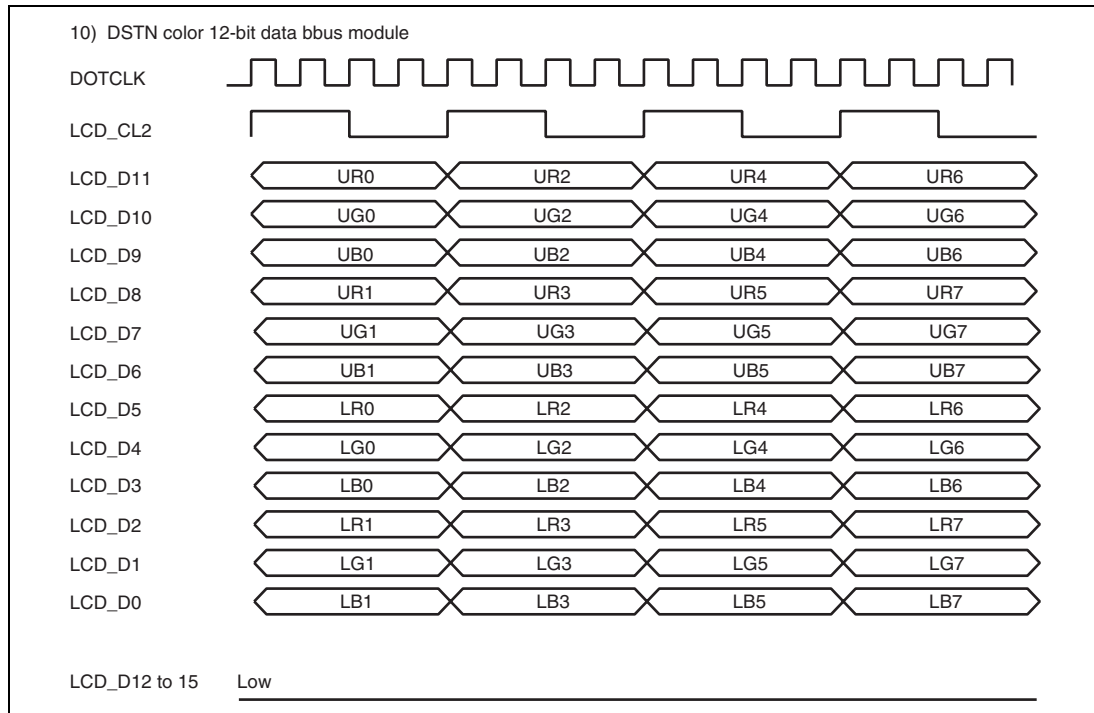 10) DSTN color 12-bit data bbus module
DOTCLK
LCD_CL2
LCD_D11 UR0 UR2 UR4 UR6
LCD_D10 UG0 UG2 UG4 UG6
LCD_D9 UB0 UB2 UB4 UB6
LCD_D8 UR1 UR3 UR5 UR7
LCD_D7 UG1 UG3 UG5 UG7
LCD_D6 UB1 UB3 UB5 UB7
LCD_D5 LR0 LR2 LR4 LR6
LCD_D4 LG0 LG2 LG4 LG6
LCD_D3 LB0 LB2 LB4 LB6
LCD_D2 LR1 LR3 LR5 LR7
LCD_D1 LG1 LG3 LG5 LG7
LCD_D0 LB1 LB3 LB5 LB7
LCD_D12 to 15 Low